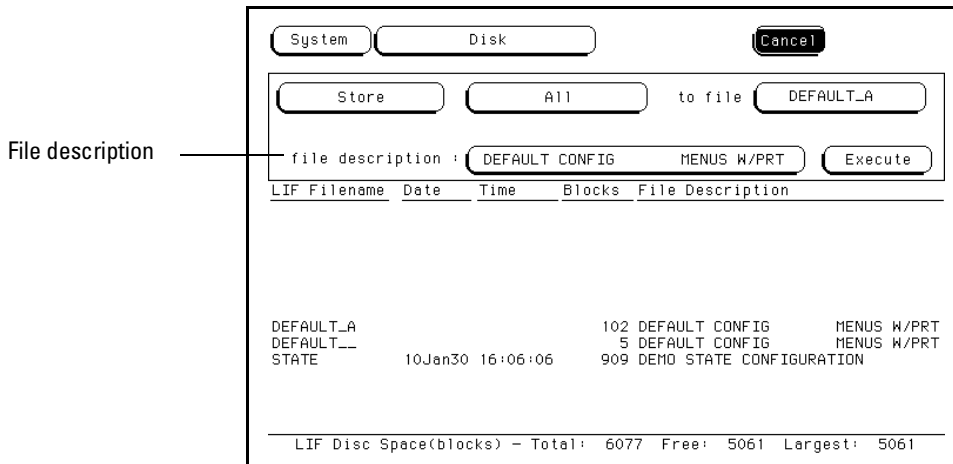 System Disk Cancel
Store All to file DEFAULT_A
File description
file description : DEFAULT CONFIG MENUS W/PRT Execute
LIF Filename Date Time Blocks File Description
DEFAULT_A 102 DEFAULT CONFIG MENUS W/PRT
DEFAULT__ 5 DEFAULT CONFIG MENUS W/PRT
STATE 10Jan30 16:06:06 909 DEMO STATE CONFIGURATION
LIF Disc Space(blocks) – Total: 6077 Free: 5061 Largest: 5061